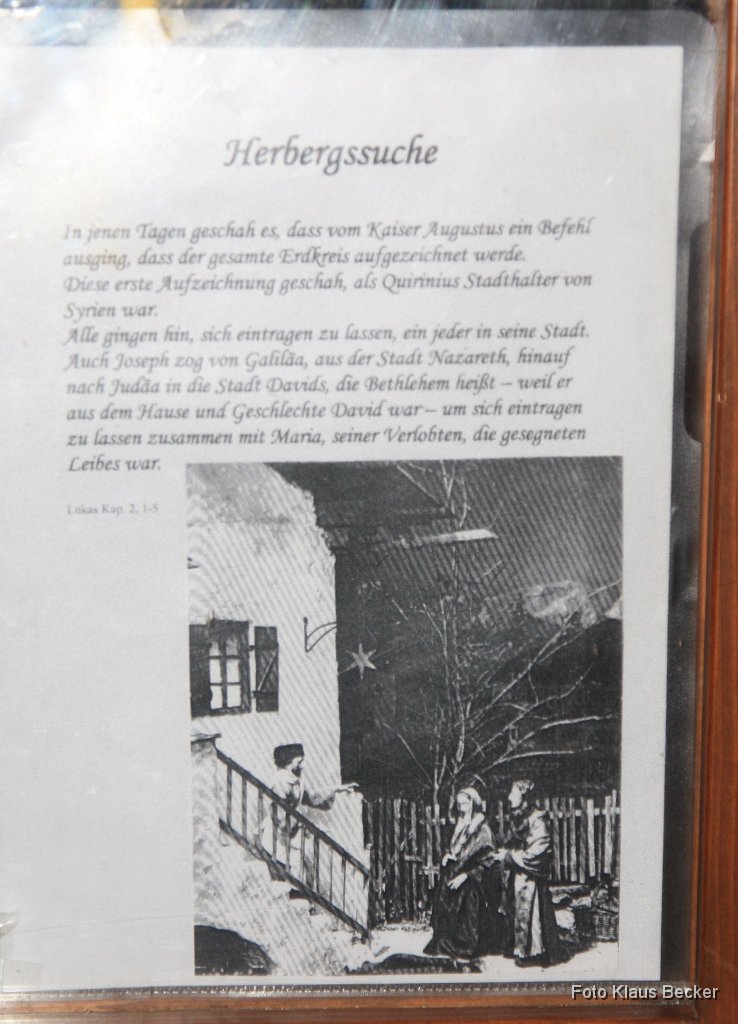 Herbergssuche
In jenen Tagen geschah es, dass vom Kaiser Augustus ein Befehl
ausging, dass der gesamte Erdkreis aufgezeichnet werde.
Diese erste Aufzeichnung geschah, als Quirinius Stadthalter von
Syrien war.
Alle gingen hin, sich eintragen zu lassen, ein jeder in seine Stadt.
Auch Joseph zog von Galiläa, aus der Stadt Nazareth, hinauf
nach Judäa in die Stadt Davids, die Bethlehem heißt – weil er
aus dem Hause und Geschlechte David war – um sich eintragen
zu lassen zusammen mit Maria, seiner Verlobten, die gesegneten
Leibes war.
Lukas Kap. 2, 1-5
Foto Klaus Becker